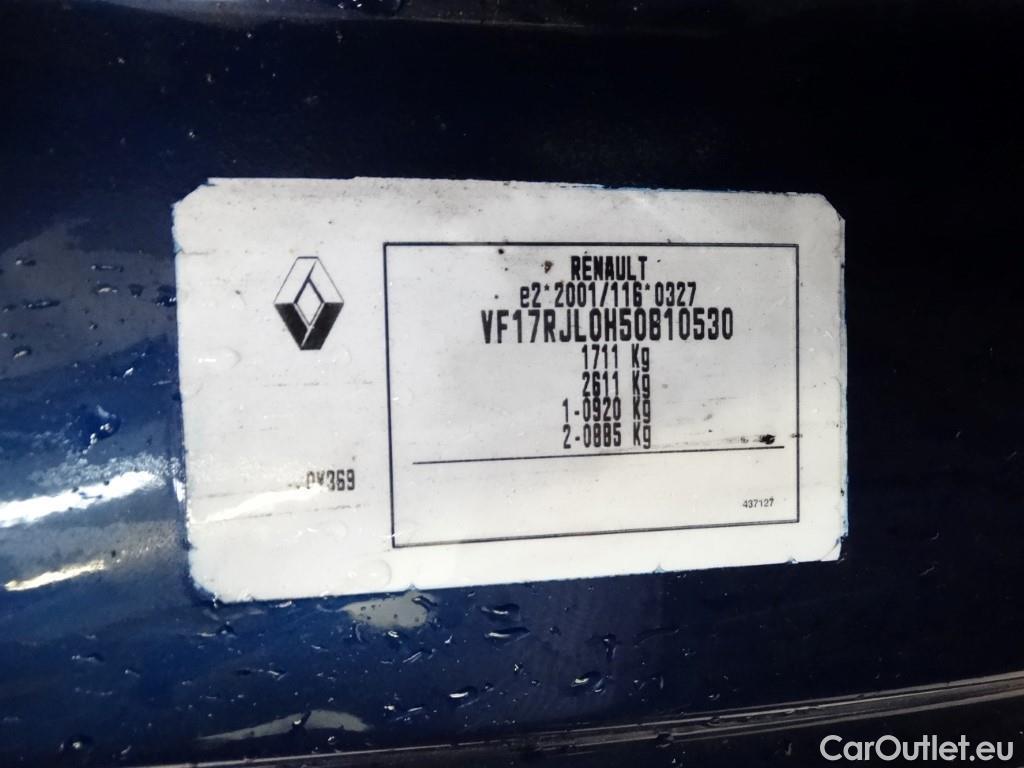 RENAULT
e2*2001/116*0327
VF17RJL0H50810530
1711 Kg
2611 Kg
1-0920 Kg
2-0885 Kg
437127
CarOutlet.eu